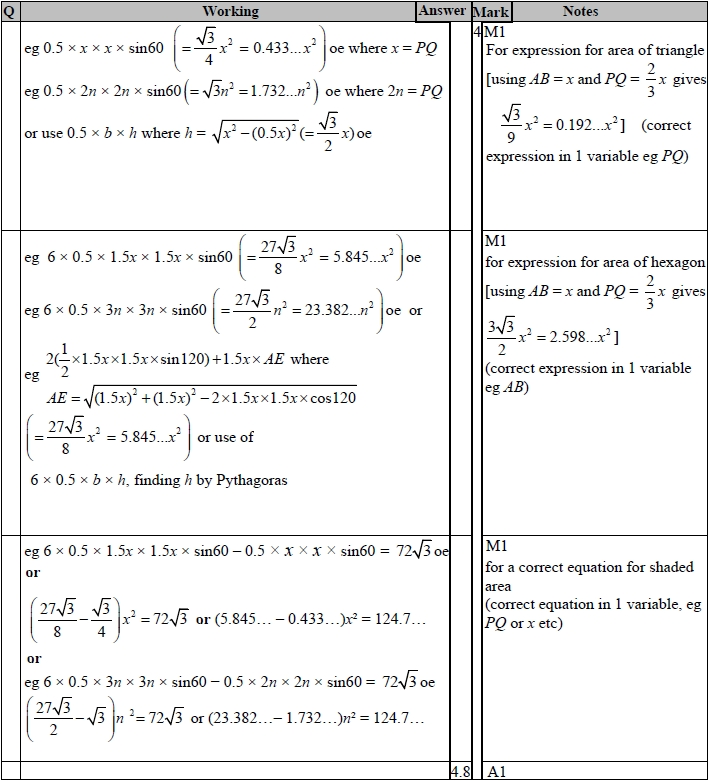 Q Working Answer Mark Notes
eg 0.5 × x × x × sin60 (= √3/4 x² = 0.433...x²) oe where x = PQ
eg 0.5 × 2n × 2n × sin60 (= √3n² = 1.732...n²) oe where 2n = PQ
or use 0.5 × b × h where h = √(x² − (0.5x)²) (= √3/2 x) oe
4 M1
For expression for area of triangle
[using AB = x and PQ = 2/3 x gives
√3/9 x² = 0.192...x²] (correct
expression in 1 variable eg PQ)
eg 6 × 0.5 × 1.5x × 1.5x × sin60 (= 27√3/8 x² = 5.845...x²) oe
eg 6 × 0.5 × 3n × 3n × sin60 (= 27√3/2 n² = 23.382...n²) oe or
eg 2(1/2 × 1.5x × 1.5x × sin120) + 1.5x × AE where
AE = √((1.5x)² + (1.5x)² − 2 × 1.5x × 1.5x × cos120)
(= 27√3/8 x² = 5.845...x²) or use of
6 × 0.5 × b × h, finding h by Pythagoras
M1
for expression for area of hexagon
[using AB = x and PQ = 2/3 x gives
3√3/2 x² = 2.598...x²]
(correct expression in 1 variable
eg AB)
eg 6 × 0.5 × 1.5x × 1.5x × sin60 − 0.5 × x × x × sin60 = 72√3 oe
or
(27√3/8 − √3/4) x² = 72√3 or (5.845… − 0.433…)x² = 124.7…
or
eg 6 × 0.5 × 3n × 3n × sin60 − 0.5 × 2n × 2n × sin60 = 72√3 oe
(27√3/2 − √3) n² = 72√3 or (23.382… − 1.732…)n² = 124.7…
M1
for a correct equation for shaded
area
(correct equation in 1 variable, eg
PQ or x etc)
4.8 A1